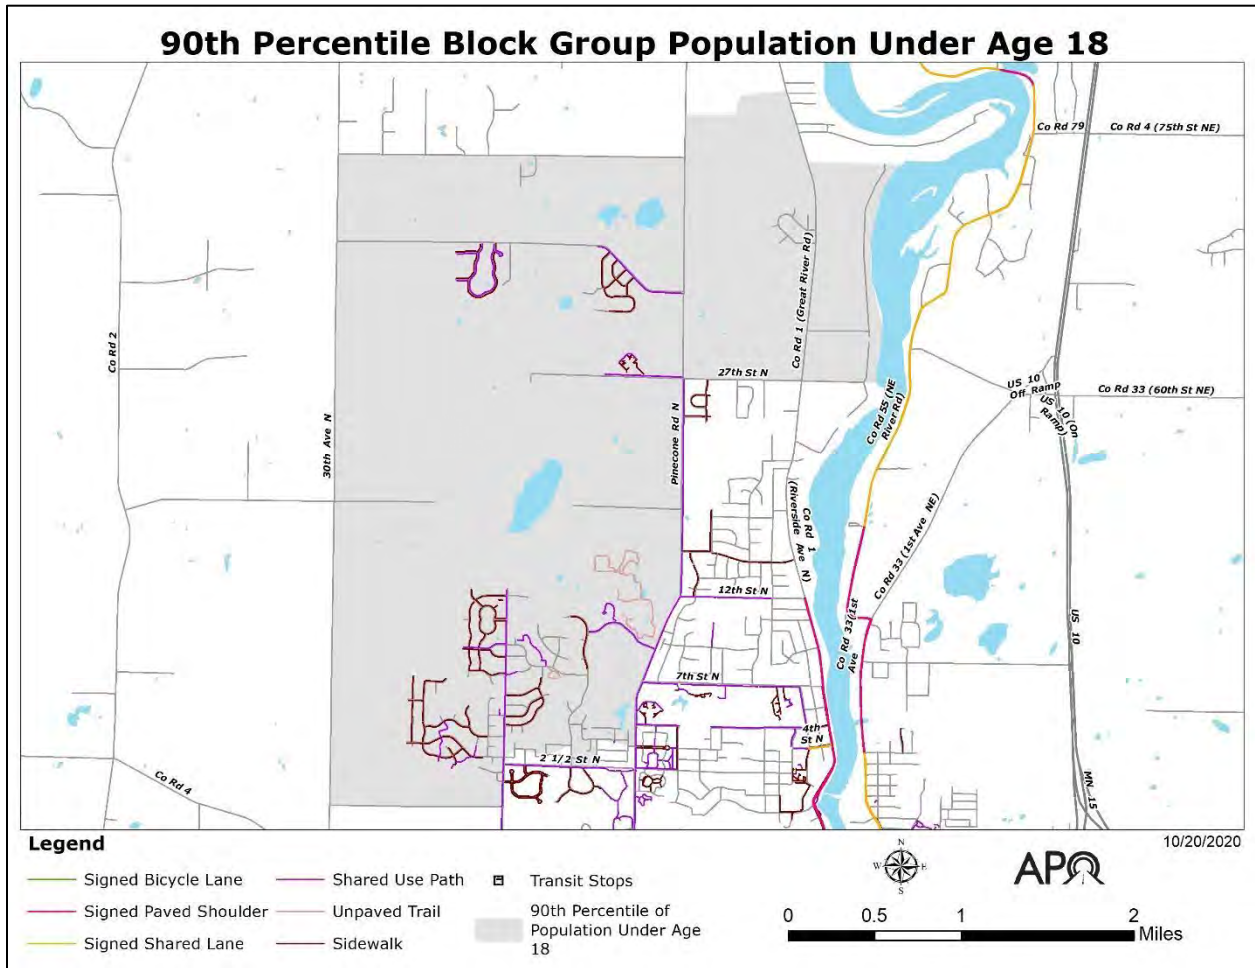 90th Percentile Block Group Population Under Age 18
Co Rd 79
Co Rd 4 (75th St NE)
Co Rd 1 (Great River Rd)
Co Rd 2
30th Ave N
Pinecone Rd N
27th St N
Co Rd 55 (NE
River Rd)
US 10
Off Ramp
US 10 (On
Ramp)
Co Rd 33 (60th St NE)
Co Rd 1
(Riverside Ave N)
Co Rd 33 (1st Ave NE)
12th St N
Co Rd 33 (1st
Ave
US 10
7th St N
4th
St N
2 1/2 St N
Co Rd 4
MN 15
10/20/2020
Legend
Signed Bicycle Lane
Signed Paved Shoulder
Signed Shared Lane
Shared Use Path
Unpaved Trail
Sidewalk
Transit Stops
90th Percentile of
Population Under Age
18
N
W E
S
APO
0 0.5 1 2
Miles